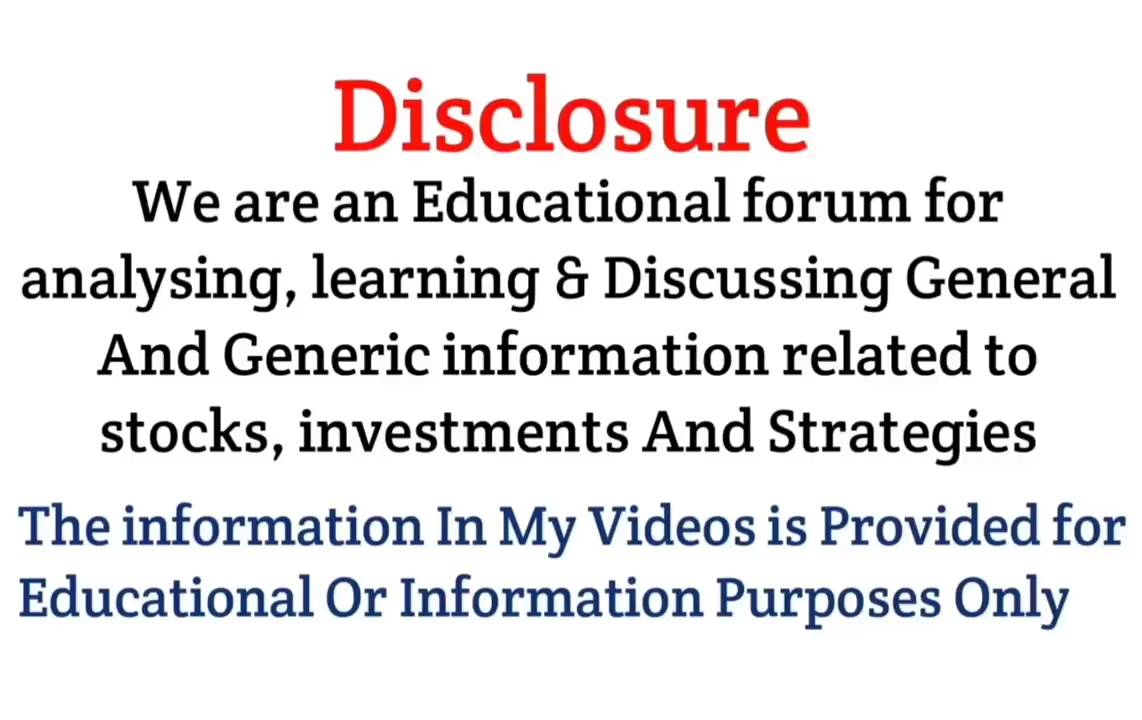 Disclosure
We are an Educational forum for
analysing, learning & Discussing General
And Generic information related to
stocks, investments And Strategies
The information In My Videos is Provided for
Educational Or Information Purposes Only